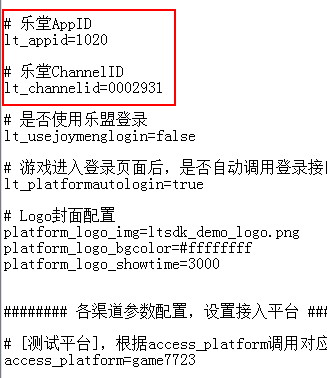 # 乐堂AppID
lt_appid=1020
# 乐堂ChannelID
lt_channelid=0002931
# 是否使用乐盟登录
lt_usejoymenglogin=false
# 游戏进入登录页面后, 是否自动调用登录接
lt_platformautologin=true
# Logo封面配置
platform_logo_img=ltsdk_demo_logo.png
platform_logo_bgcolor=#ffffffff
platform_logo_showtime=3000
######## 各渠道参数配置, 设置接入平台 ###
# [测试平台], 根据access_platform调用对应
access_platform=game7723